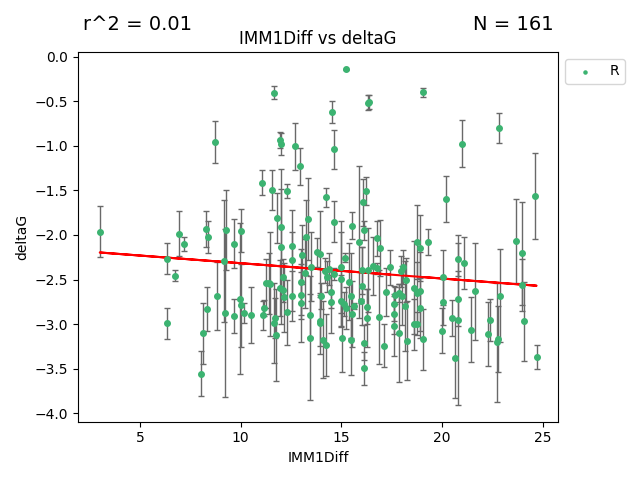 r^2 = 0.01 N = 161
IMM1Diff vs deltaG
R
deltaG
0.0
−0.5
−1.0
−1.5
−2.0
−2.5
−3.0
−3.5
−4.0
5 10 15 20 25
IMM1Diff